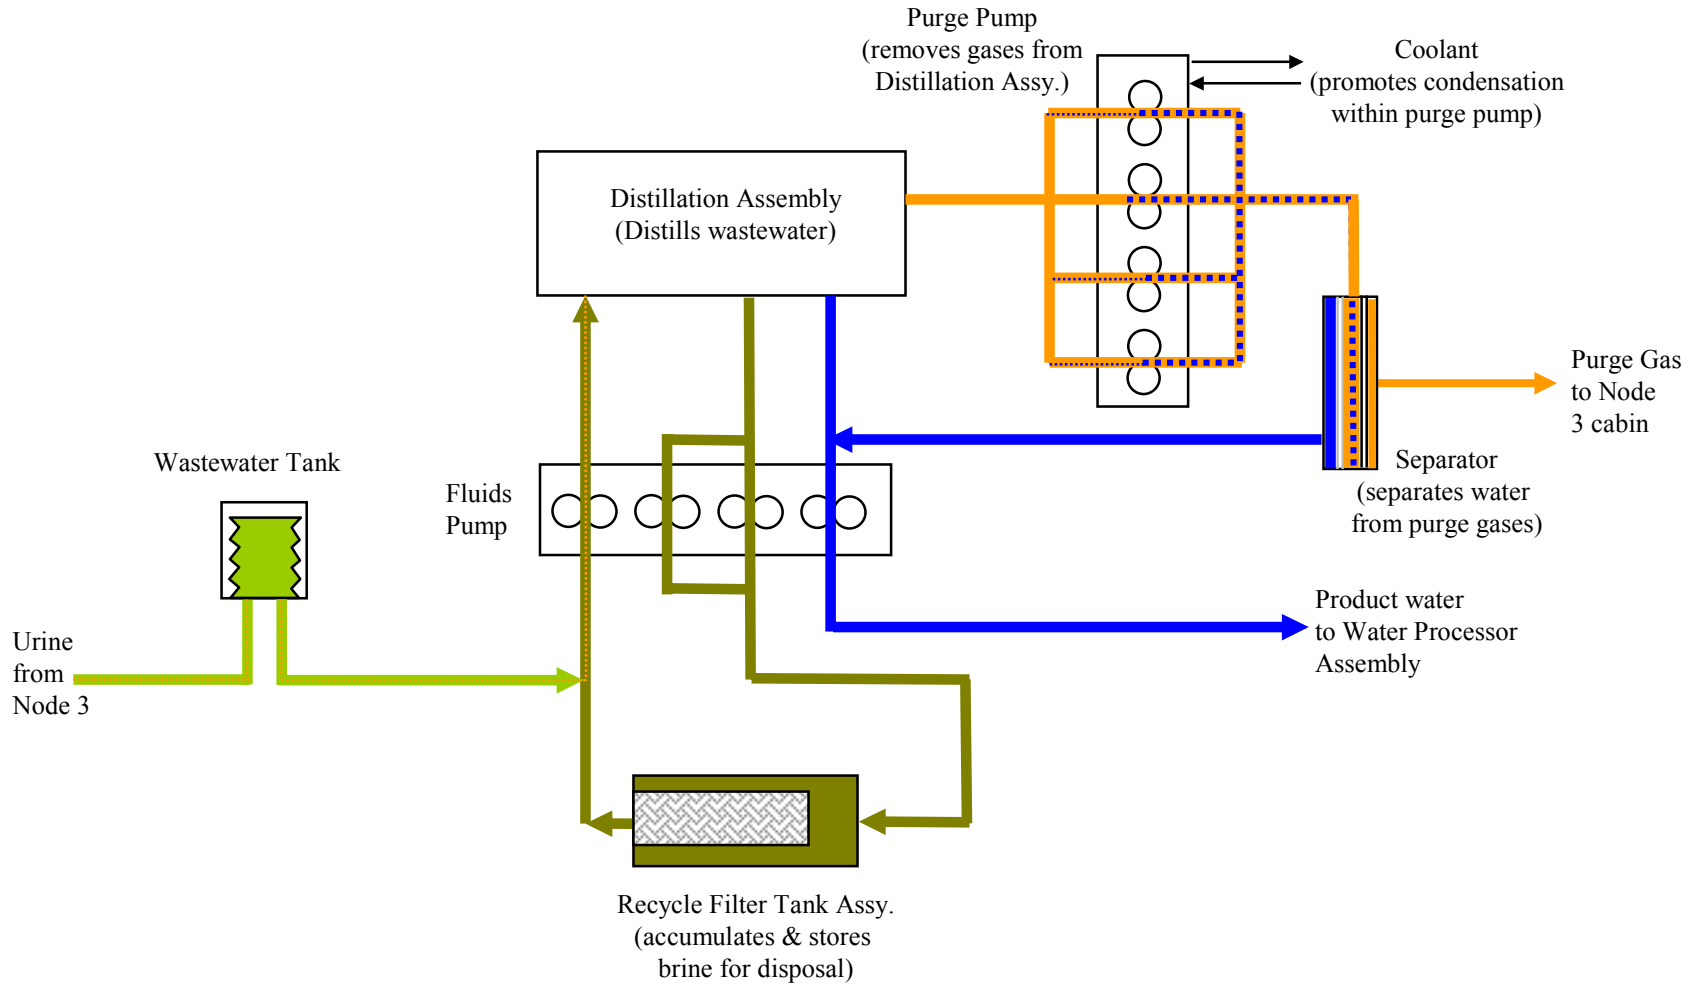 Purge Pump
(removes gases from
Distillation Assy.)
Coolant
(promotes condensation
within purge pump)
Distillation Assembly
(Distills wastewater)
Purge Gas
to Node
3 cabin
Wastewater Tank
Fluids
Pump
Separator
(separates water
from purge gases)
Urine
from
Node 3
Product water
to Water Processor
Assembly
Recycle Filter Tank Assy.
(accumulates & stores
brine for disposal)